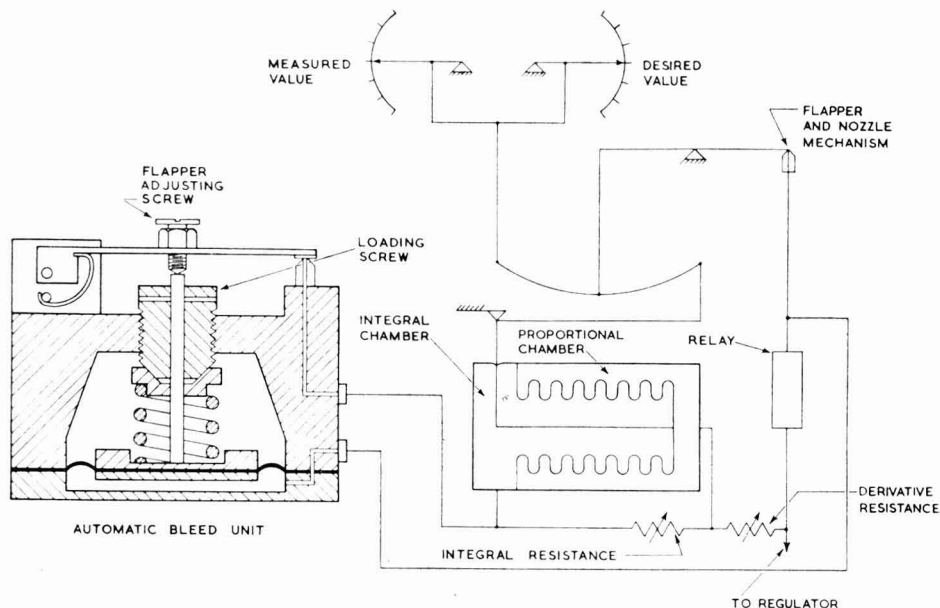 MEASURED
VALUE
DESIRED
VALUE
FLAPPER
AND NOZZLE
MECHANISM
FLAPPER
ADJUSTING
SCREW
LOADING
SCREW
INTEGRAL
CHAMBER
PROPORTIONAL
CHAMBER
RELAY
DERIVATIVE
RESISTANCE
AUTOMATIC BLEED UNIT
INTEGRAL RESISTANCE
TO REGULATOR